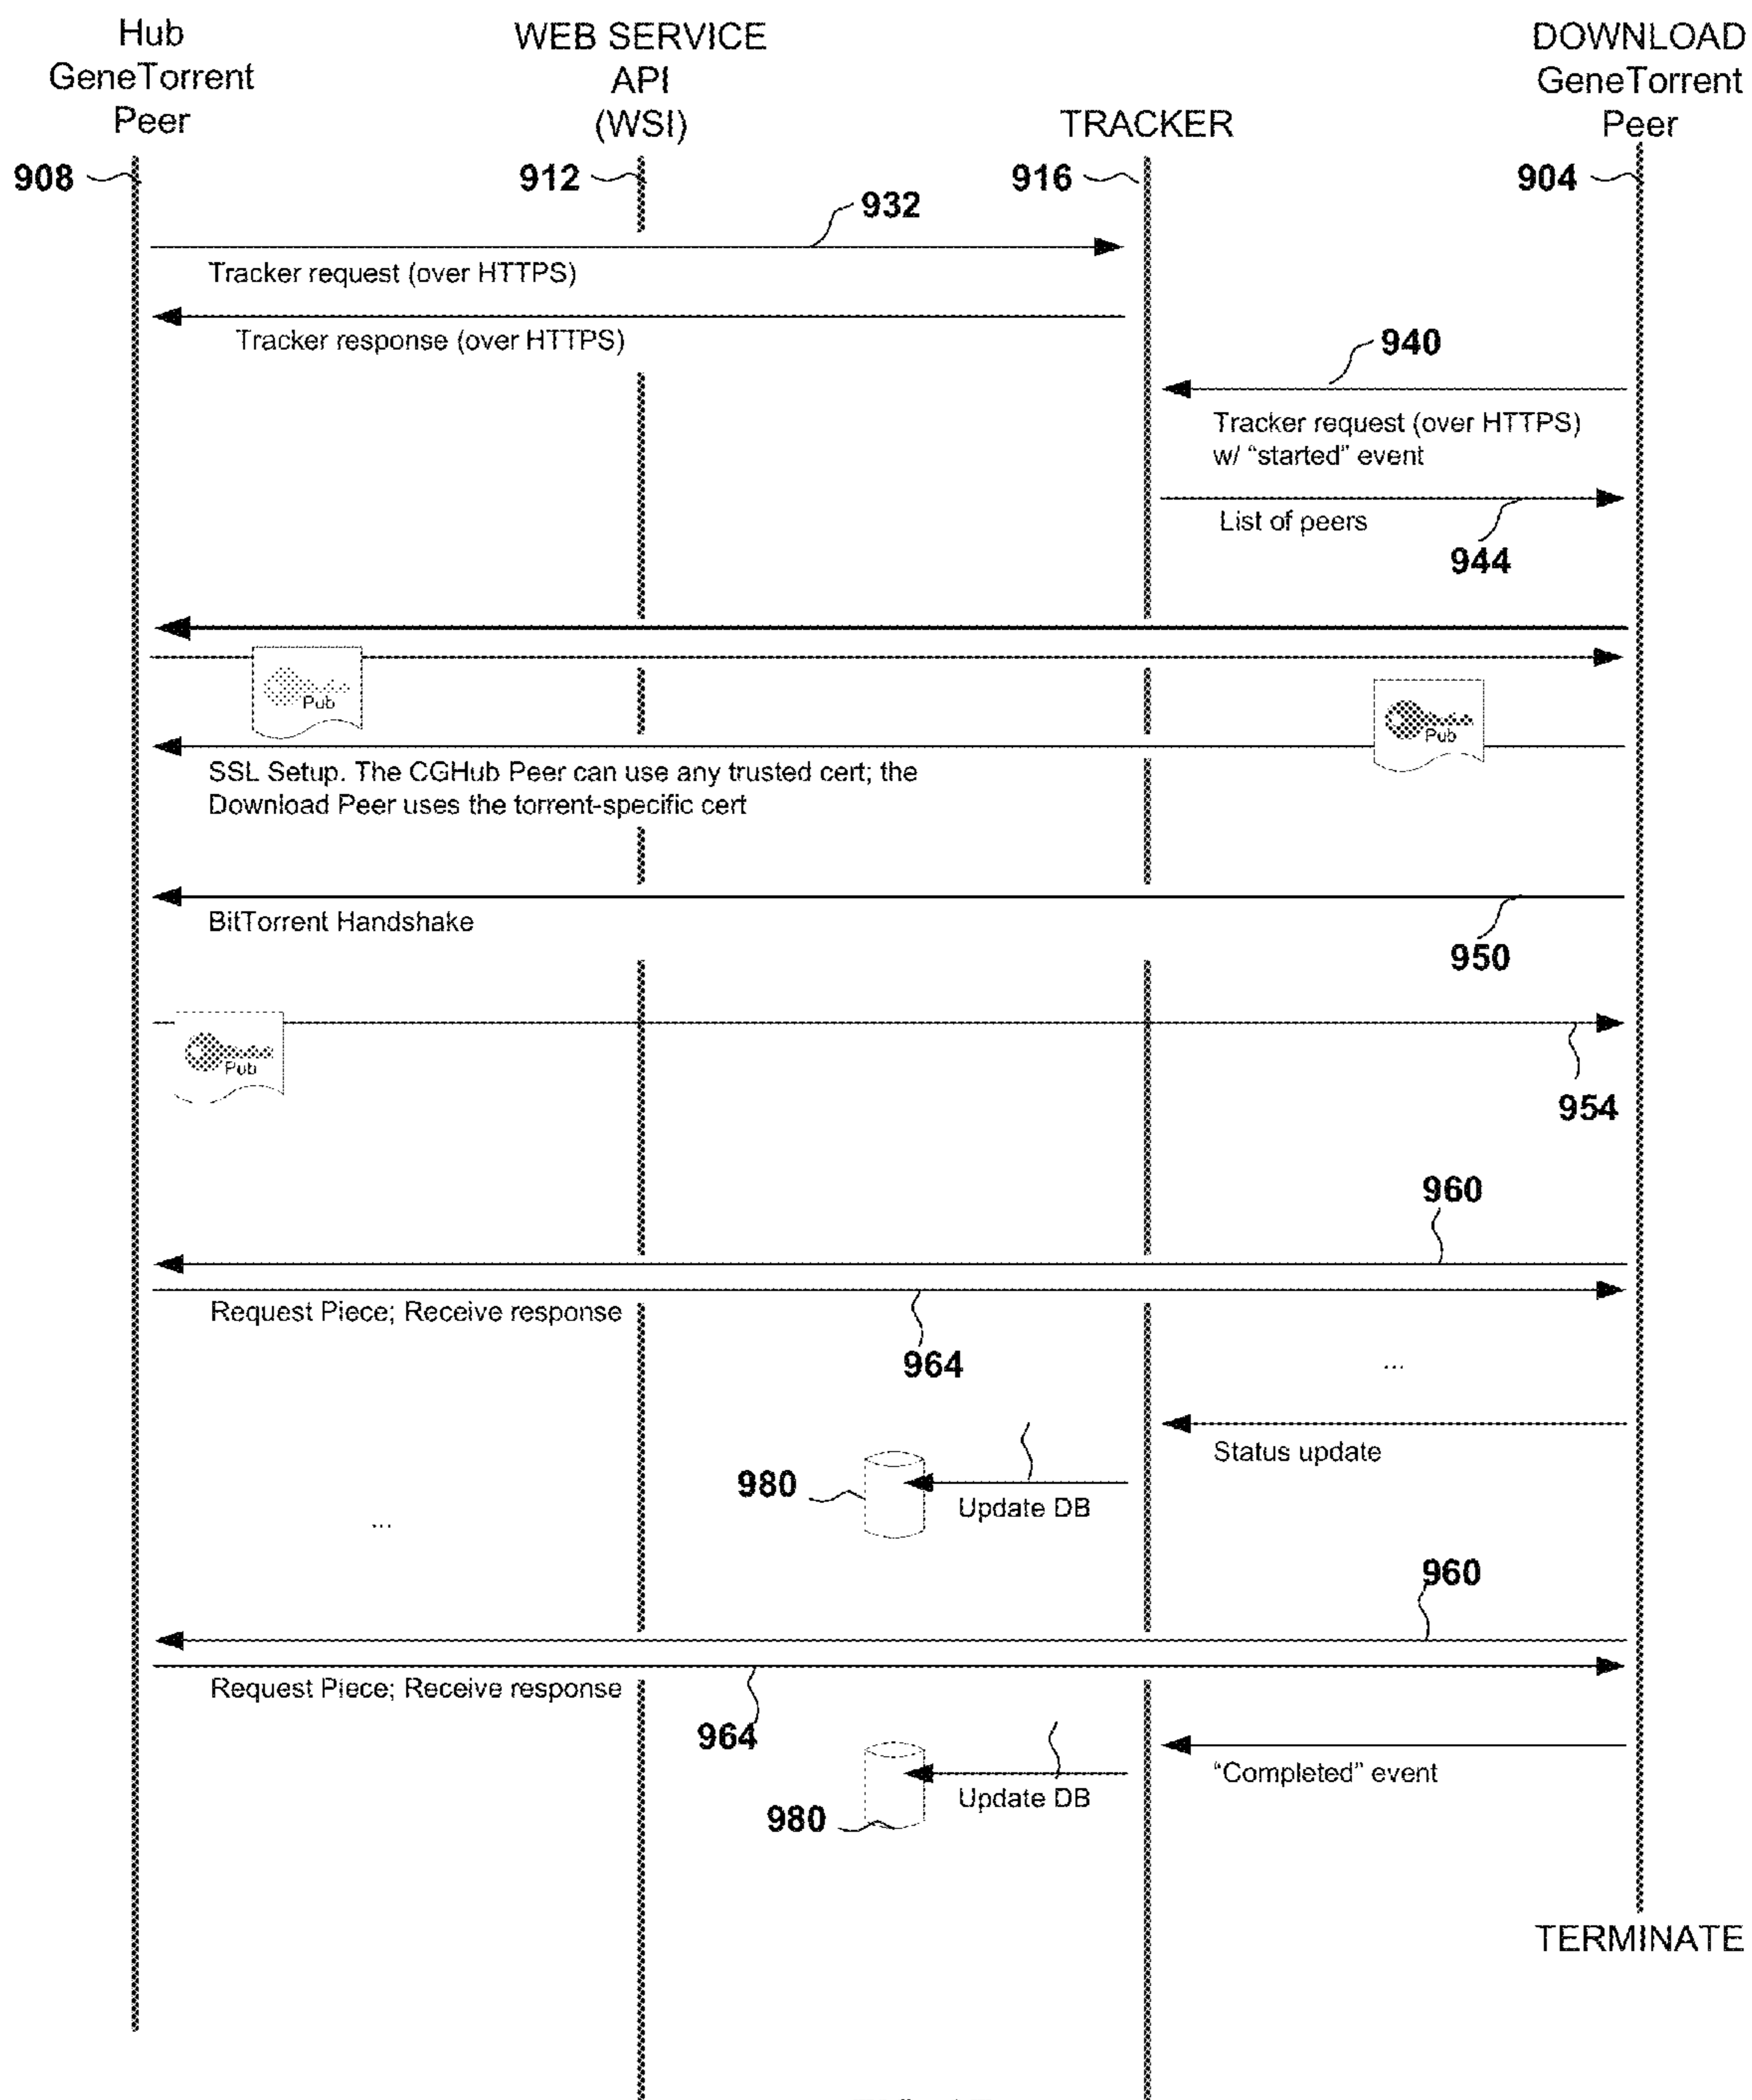 Hub
GeneTorrent
Peer
WEB SERVICE
API
(WSI)
TRACKER
DOWNLOAD
GeneTorrent
Peer
908
912
916
904
932
Tracker request (over HTTPS)
Tracker response (over HTTPS)
940
Tracker request (over HTTPS)
w/ “started” event
List of peers
944
Pub
Pub
SSL Setup. The CGHub Peer can use any trusted cert; the
Download Peer uses the torrent-specific cert
BitTorrent Handshake
950
Pub
954
960
Request Piece; Receive response
964
...
Status update
980
Update DB
...
960
Request Piece; Receive response
964
“Completed” event
Update DB
980
TERMINATE